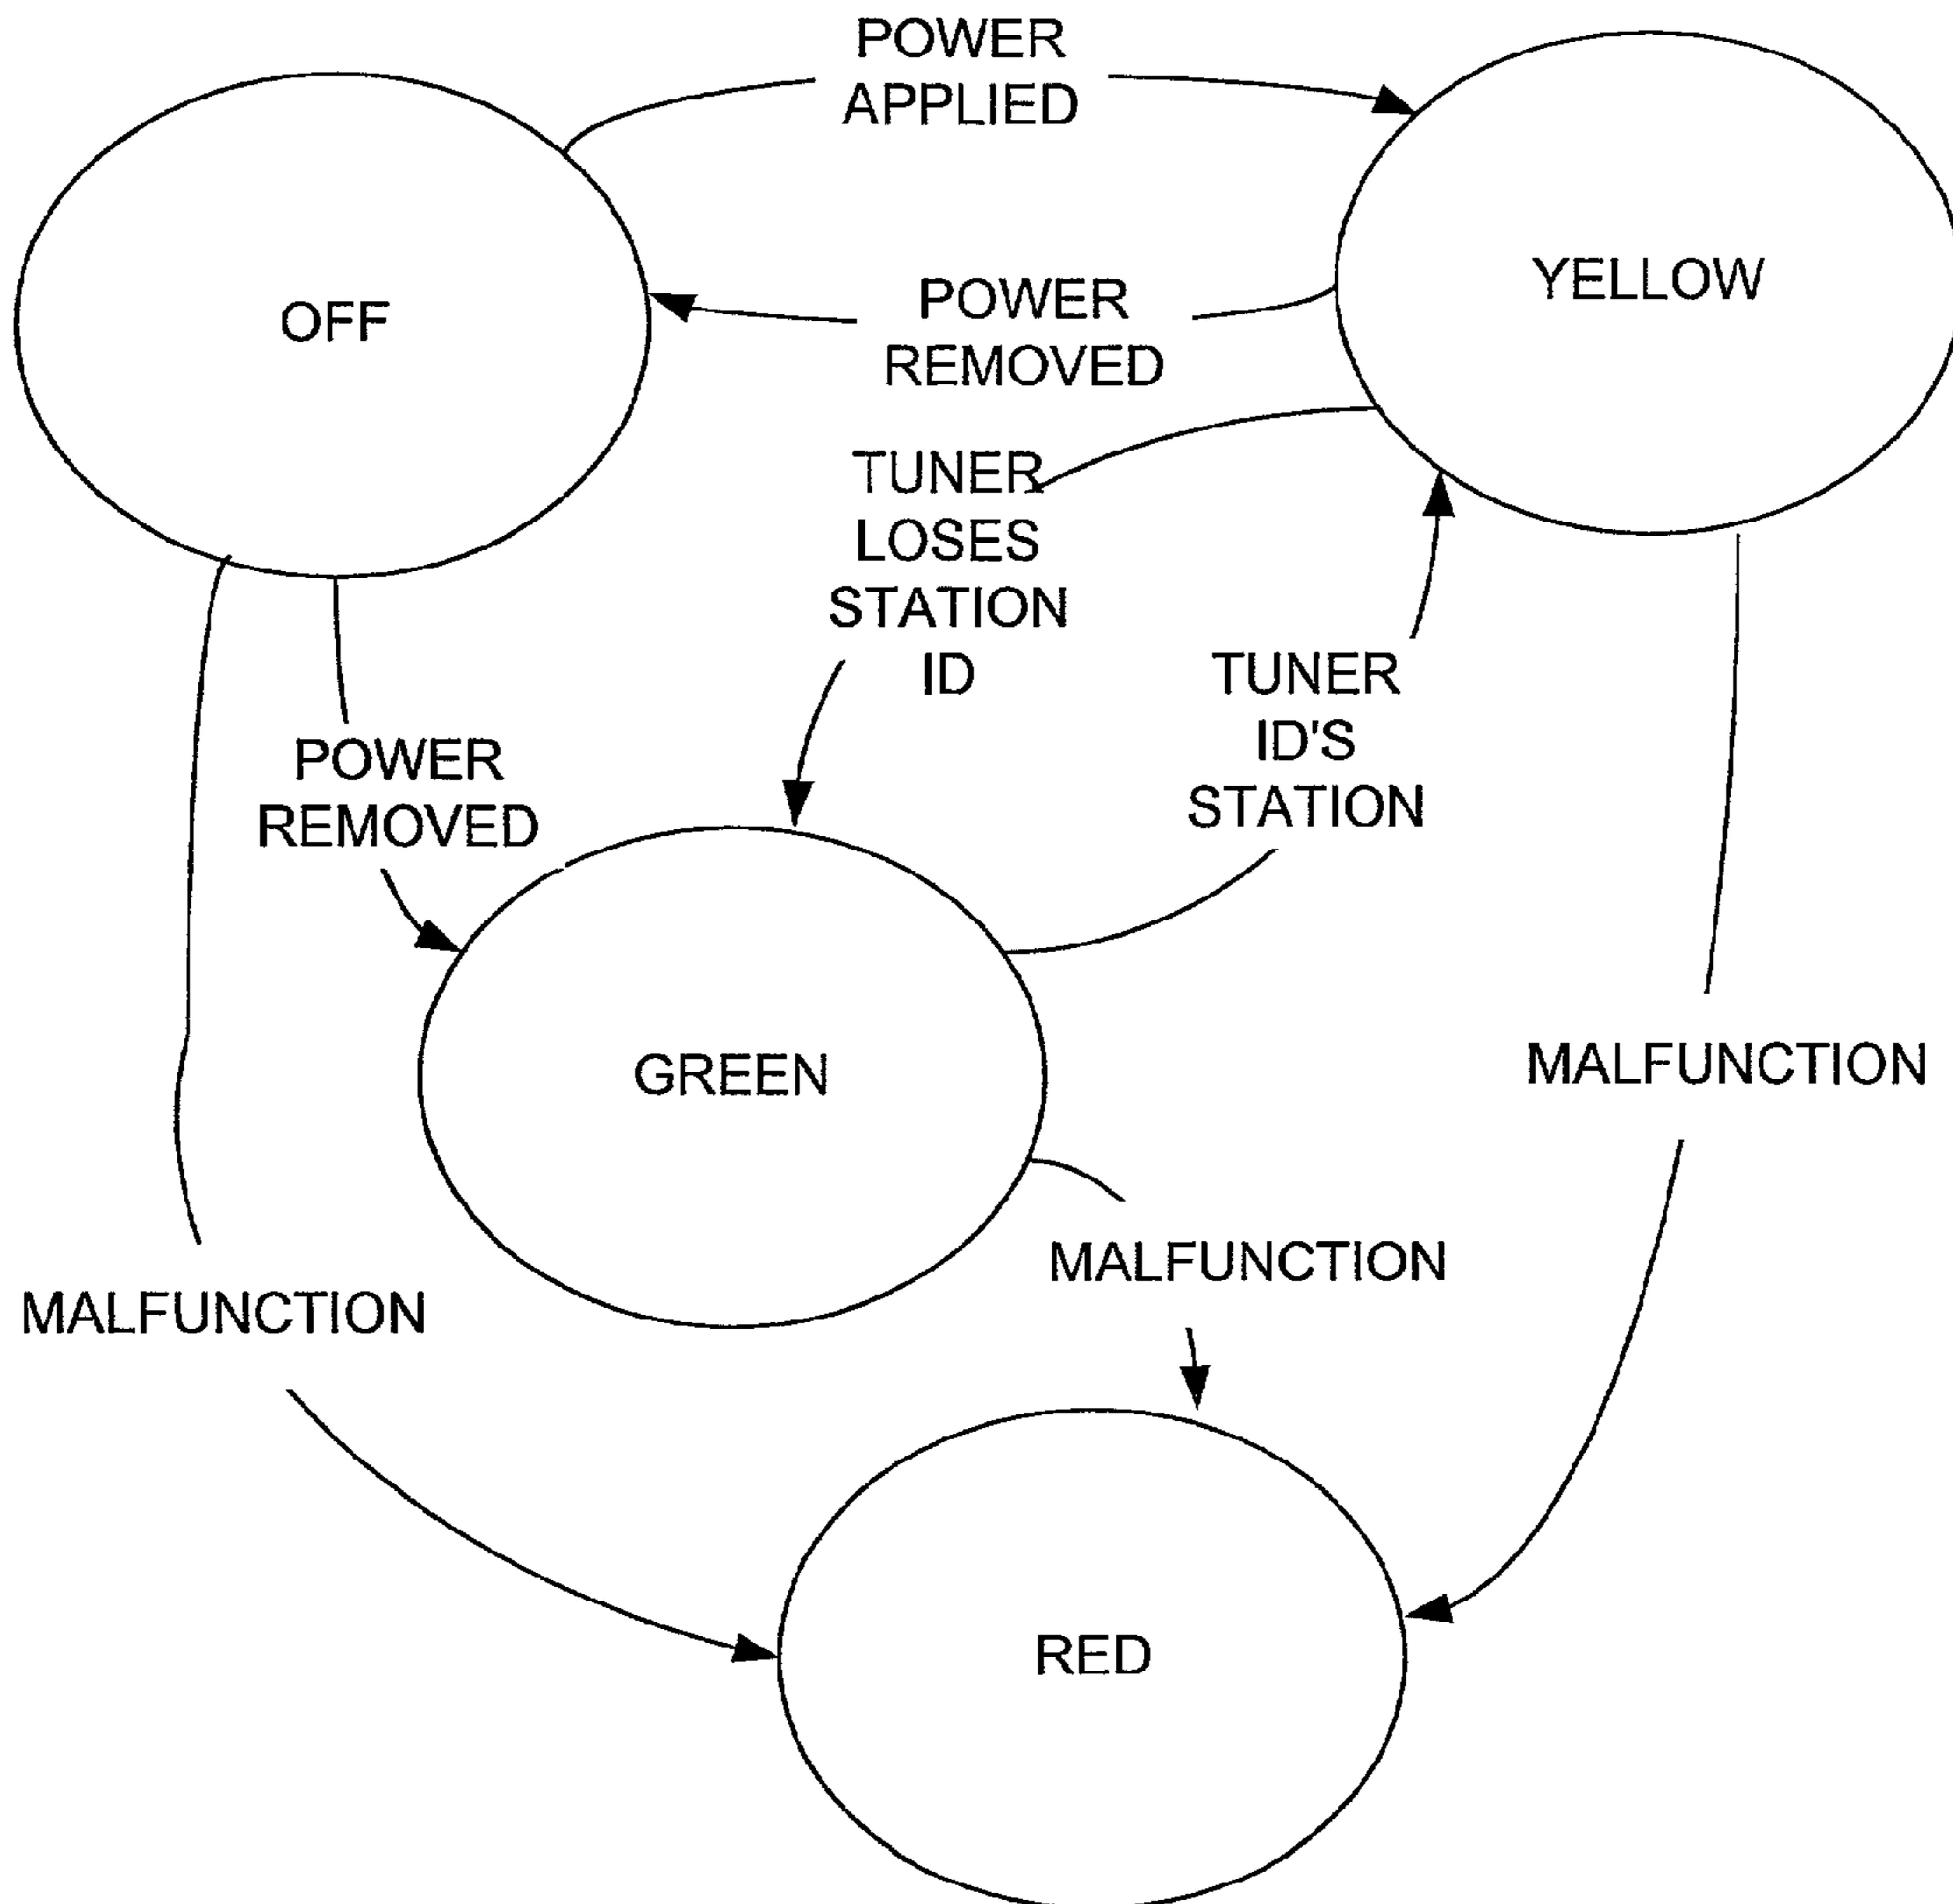 POWER
APPLIED
OFF
YELLOW
POWER
REMOVED
TUNER
LOSES
STATION
ID
TUNER
ID'S
STATION
POWER
REMOVED
GREEN
MALFUNCTION
MALFUNCTION
MALFUNCTION
RED